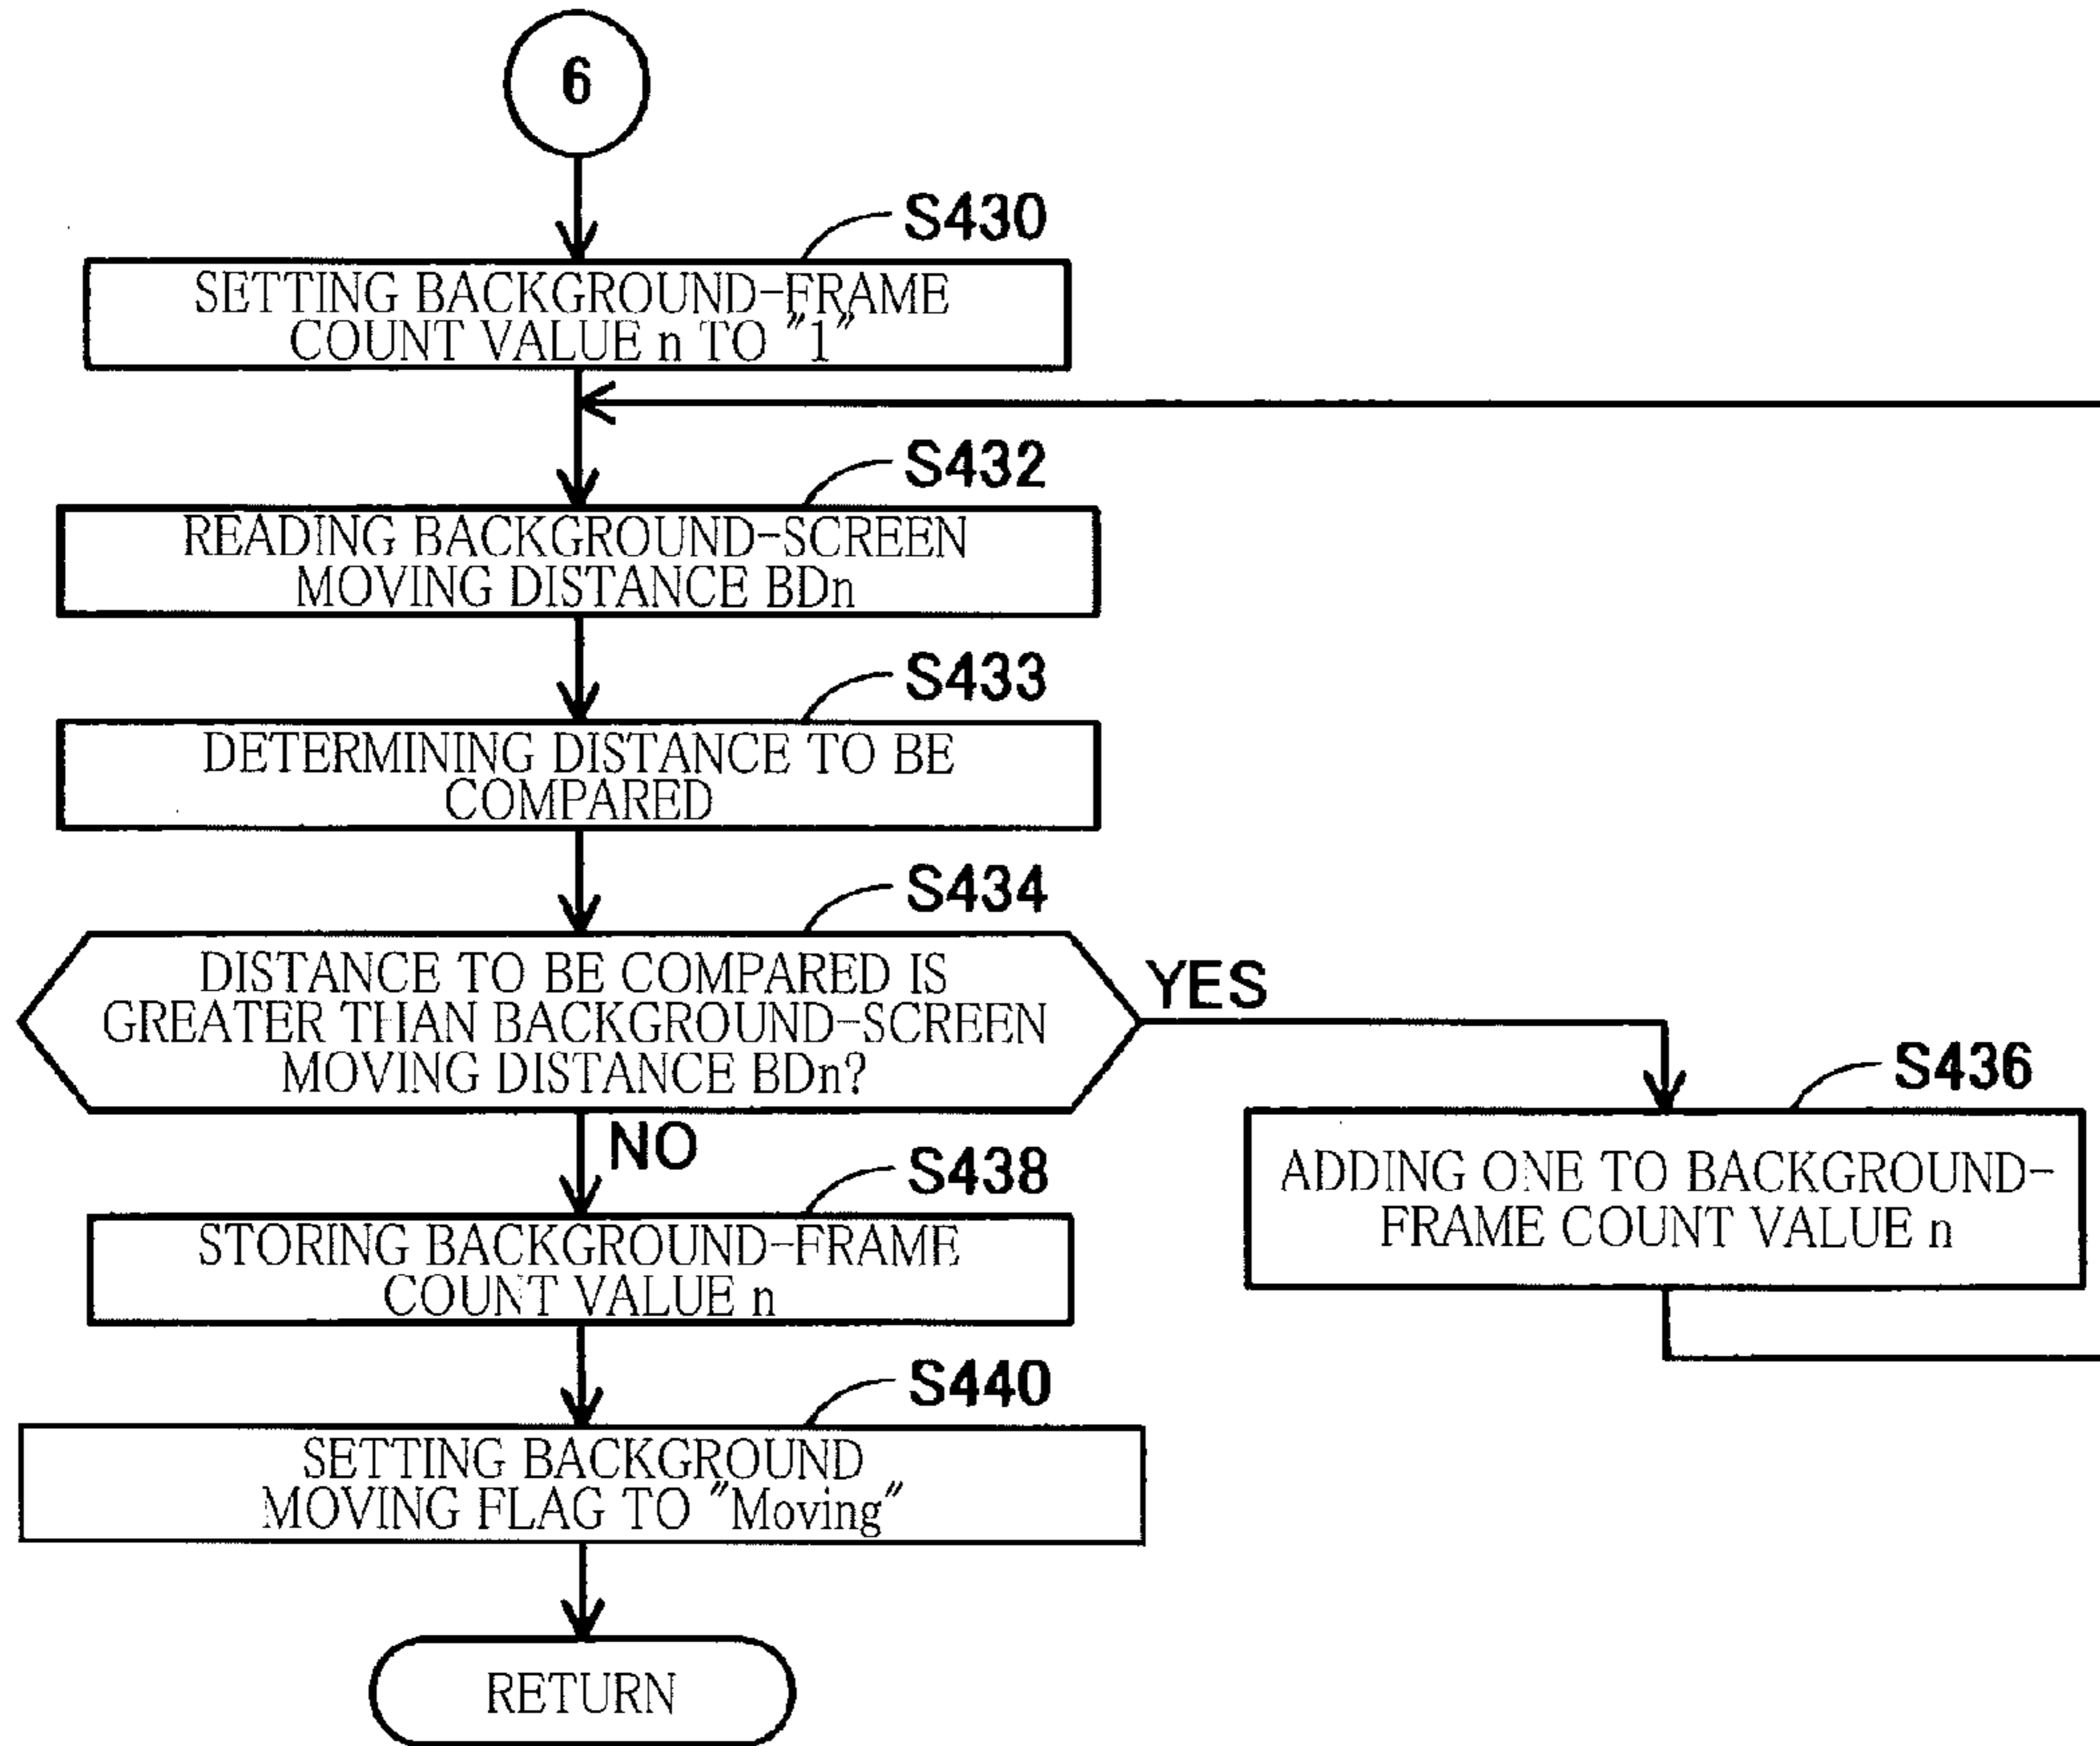 6
S430
SETTING BACKGROUND-FRAME
COUNT VALUE n TO "1"
S432
READING BACKGROUND-SCREEN
MOVING DISTANCE BDn
S433
DETERMINING DISTANCE TO BE
COMPARED
S434
DISTANCE TO BE COMPARED IS
GREATER THAN BACKGROUND-SCREEN
MOVING DISTANCE BDn?
YES
S436
ADDING ONE TO BACKGROUND-
FRAME COUNT VALUE n
NO
S438
STORING BACKGROUND-FRAME
COUNT VALUE n
S440
SETTING BACKGROUND
MOVING FLAG TO "Moving"
RETURN